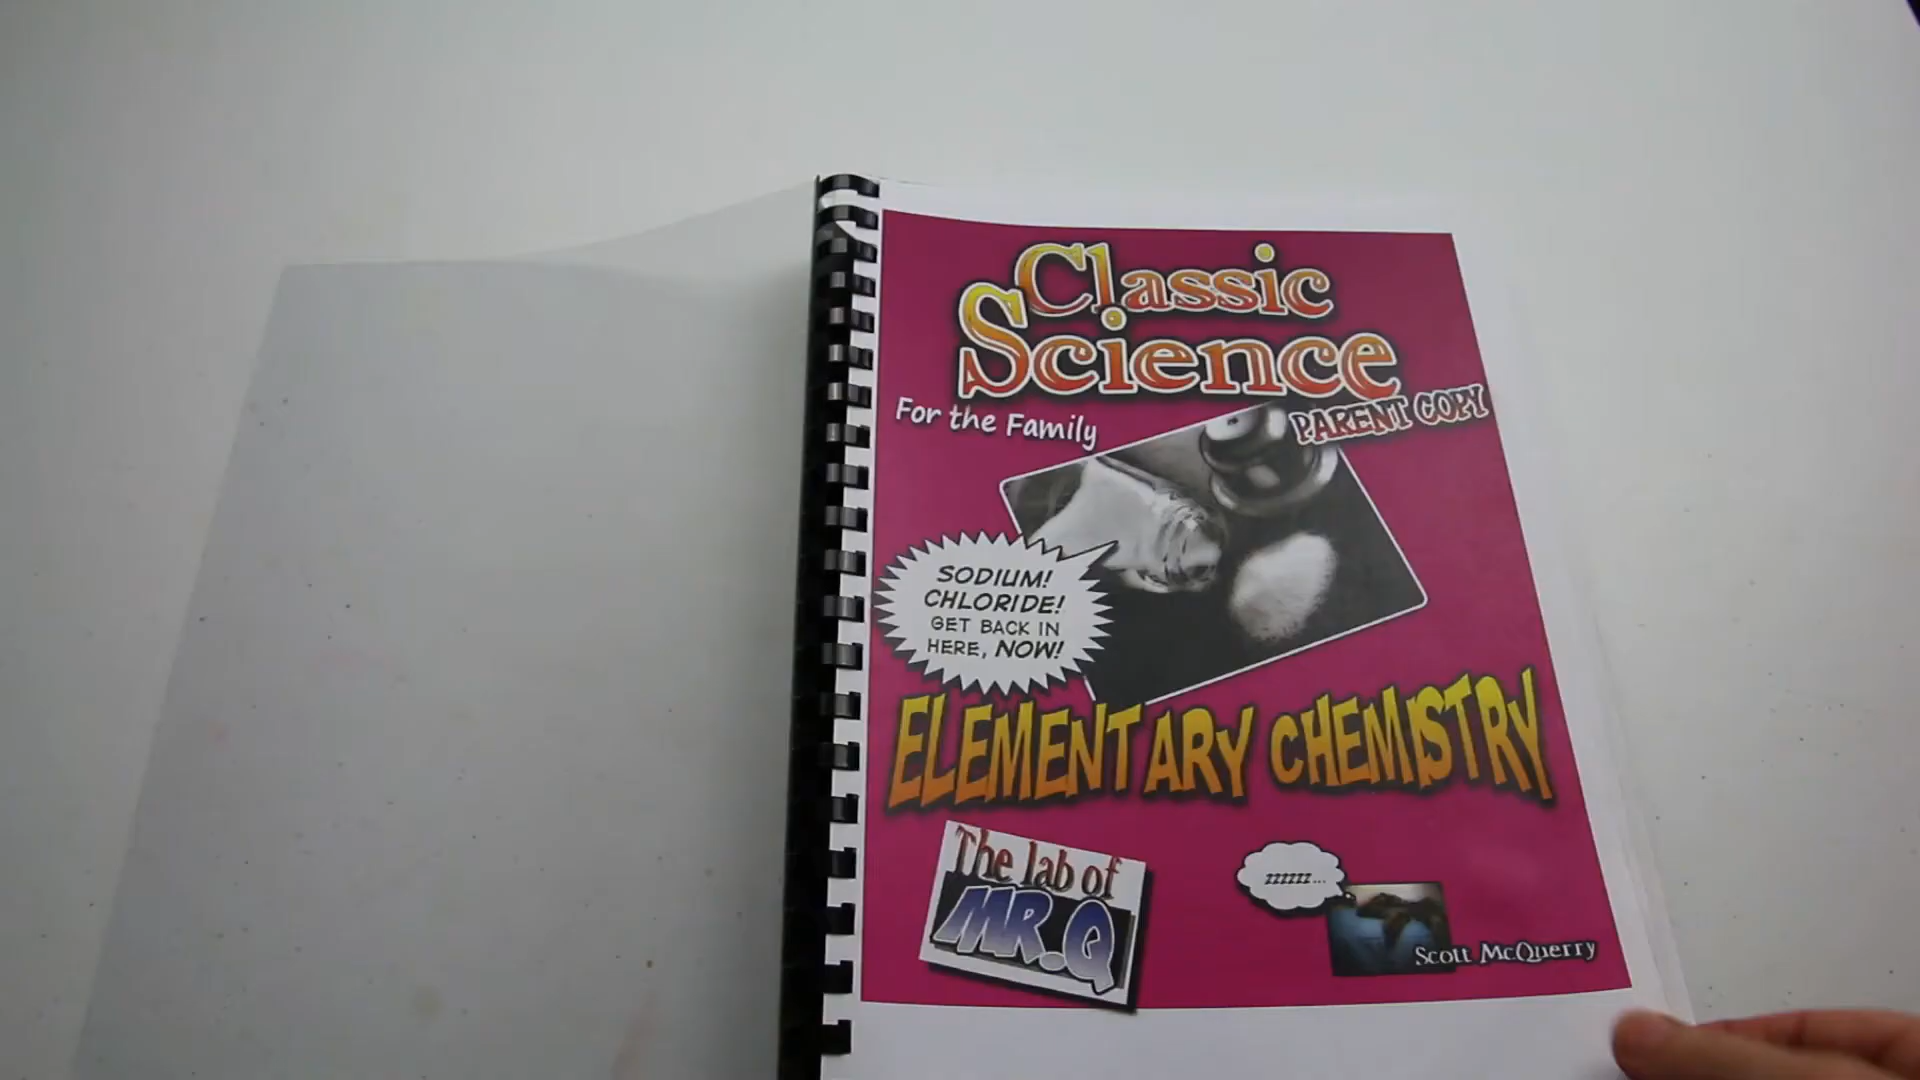 Classic
Science
For the Family
PARENT COPY
SODIUM!
CHLORIDE!
GET BACK IN
HERE, NOW!
ELEMENTARY CHEMISTRY
The lab of
MR.Q
zzzzzz...
Scott McQuerry